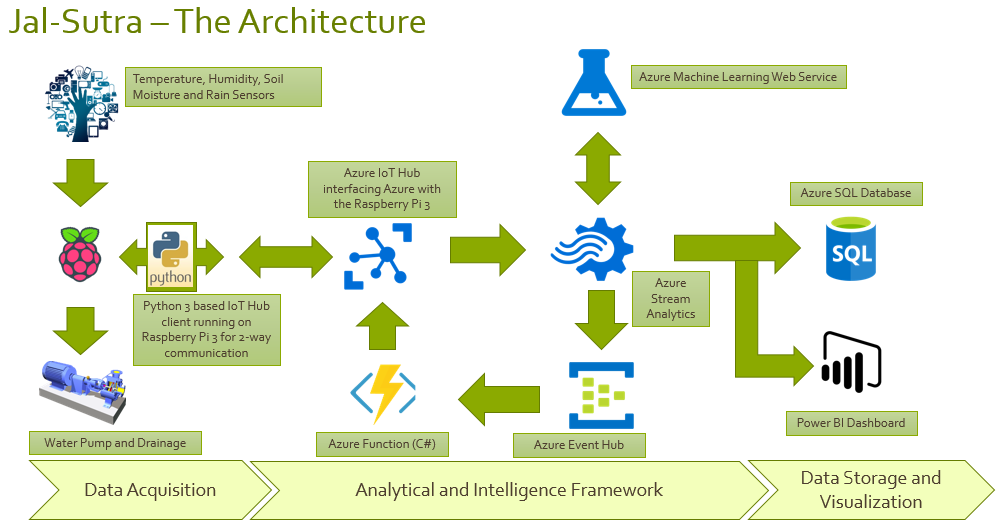 Jal-Sutra – The Architecture
Temperature, Humidity, Soil
Moisture and Rain Sensors
Azure Machine Learning Web Service
Azure IoT Hub
interfacing Azure with
the Raspberry Pi 3
Azure SQL Database
python
SQL
Azure
Stream
Analytics
Python 3 based IoT Hub
client running on
Raspberry Pi 3 for 2-way
communication
Water Pump and Drainage
Azure Function (C#)
Azure Event Hub
Power BI Dashboard
Data Acquisition
Analytical and Intelligence Framework
Data Storage and
Visualization